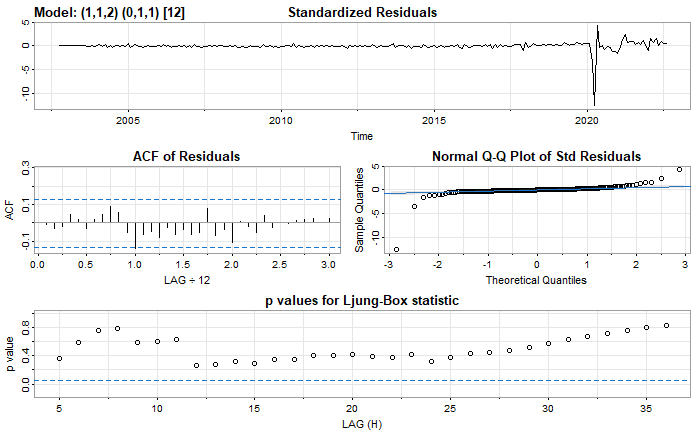 Model: (1,1,2) (0,1,1) [12] Standardized Residuals
5
0
-5
-10
2005 2010 2015 2020
Time
ACF of Residuals
ACF
0.3
0.1
-0.1
0.0 0.5 1.0 1.5 2.0 2.5 3.0
LAG ÷ 12
Normal Q-Q Plot of Std Residuals
Sample Quantiles
5
0
-5
-10
-3 -2 -1 0 1 2 3
Theoretical Quantiles
p values for Ljung-Box statistic
p value
0.8
0.4
0.0
5 10 15 20 25 30 35
LAG (H)